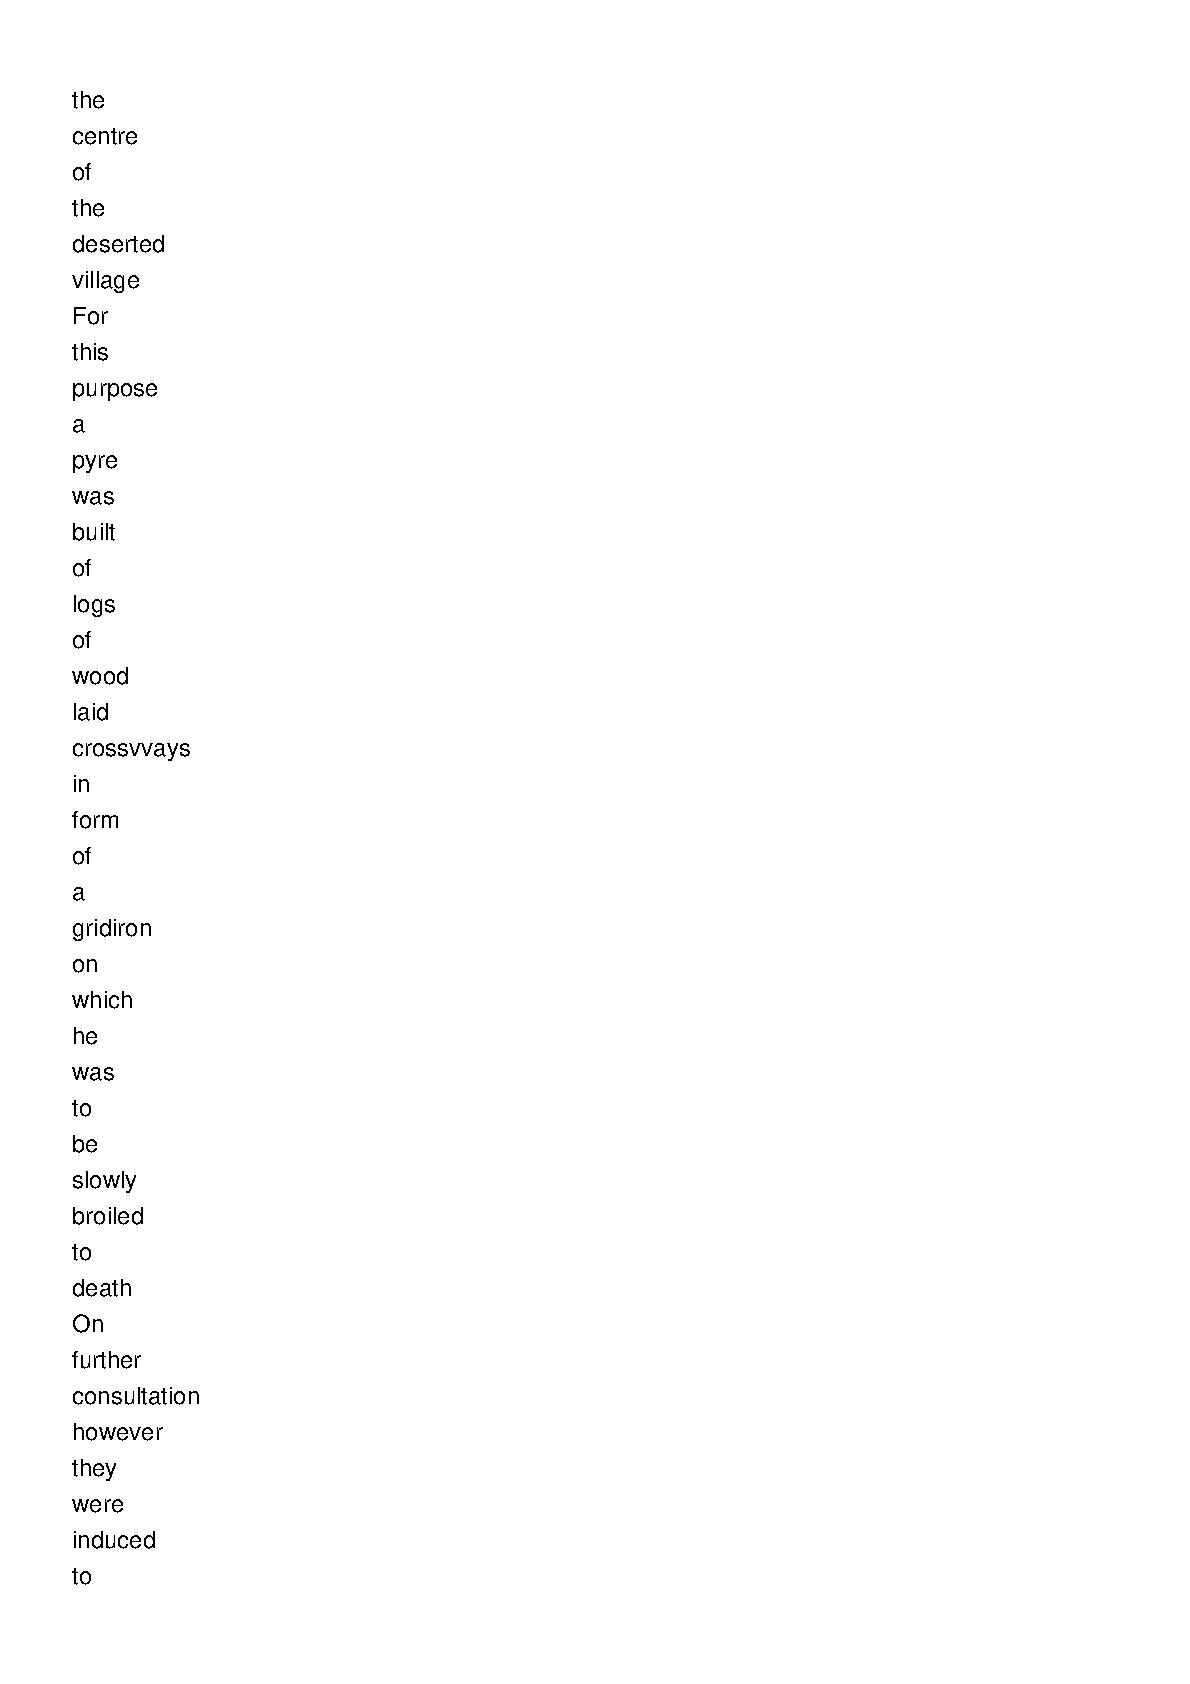 the
centre
of
the
deserted
village
For
this
purpose
a
pyre
was
built
of
logs
of
wood
laid
crossvvays
in
form
of
a
gridiron
on
which
he
was
to
be
slowly
broiled
to
death
On
further
consultation
however
they
were
induced
to